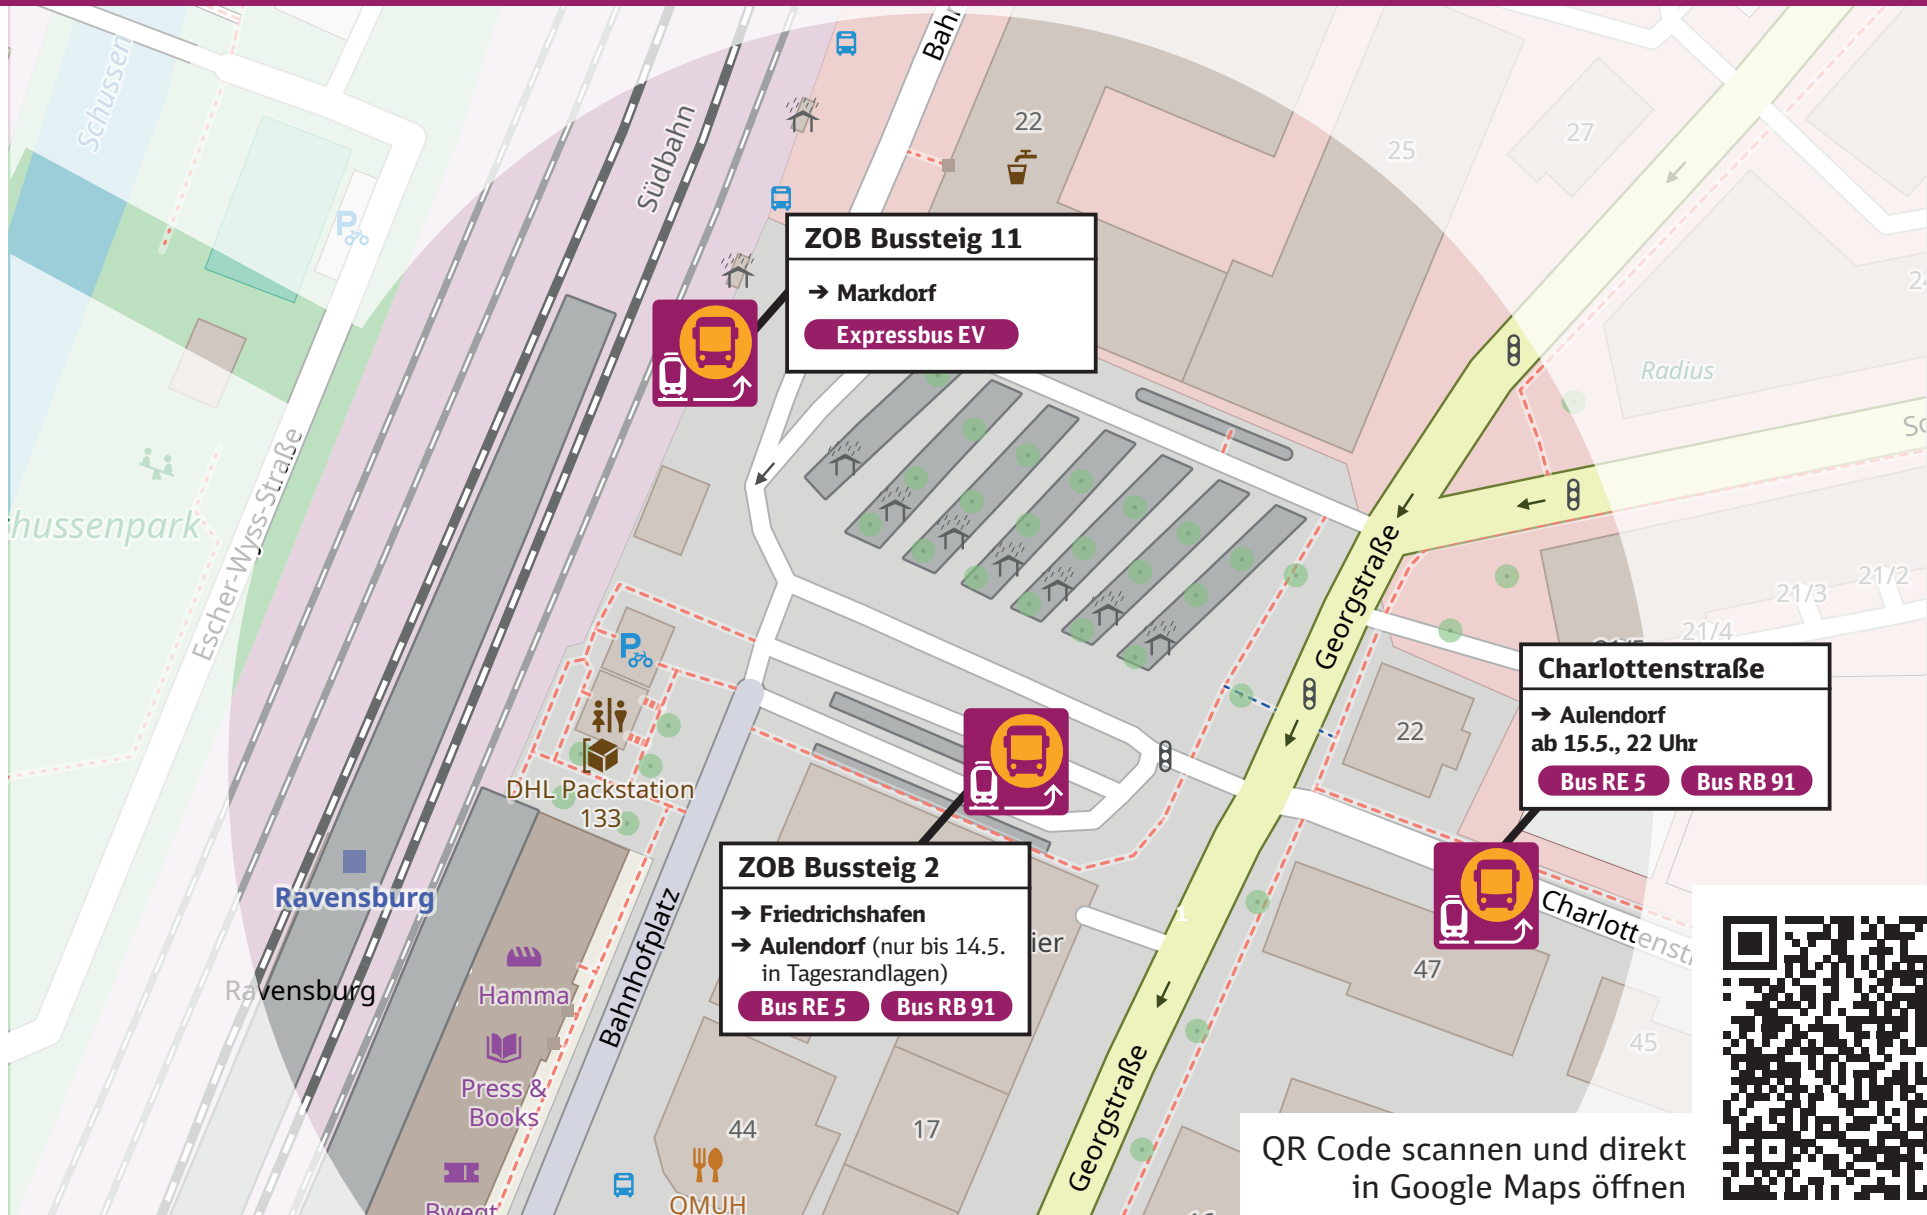 Schussen
Südbahn
22
25
27
ZOB Bussteig 11
→ Markdorf
Expressbus EV
Radius
Escher-Wyss-Straße
Georgstraße
21/3
21/2
21/4
Charlottenstraße
→ Aulendorf
ab 15.5., 22 Uhr
Bus RE 5
Bus RB 91
22
DHL Packstation
133
ZOB Bussteig 2
→ Friedrichshafen
→ Aulendorf (nur bis 14.5.
in Tagesrandlagen)
Bus RE 5
Bus RB 91
1
Ravensburg
Ravensburg
Hamma
Press &
Books
Bahnhofplatz
47
45
44
17
Georgstraße
QMUH
QR Code scannen und direkt
in Google Maps öffnen